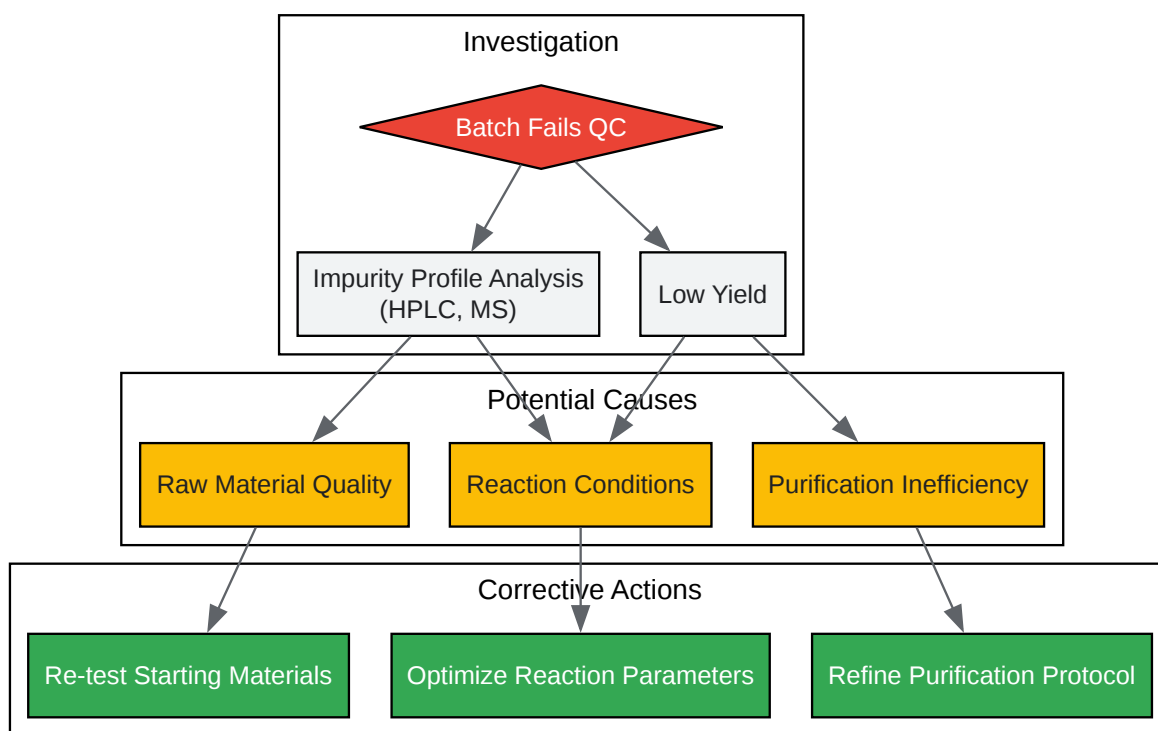 Investigation
Batch Fails QC
Impurity Profile Analysis
(HPLC, MS)
Low Yield
Potential Causes
Raw Material Quality
Reaction Conditions
Purification Inefficiency
Corrective Actions
Re-test Starting Materials
Optimize Reaction Parameters
Refine Purification Protocol